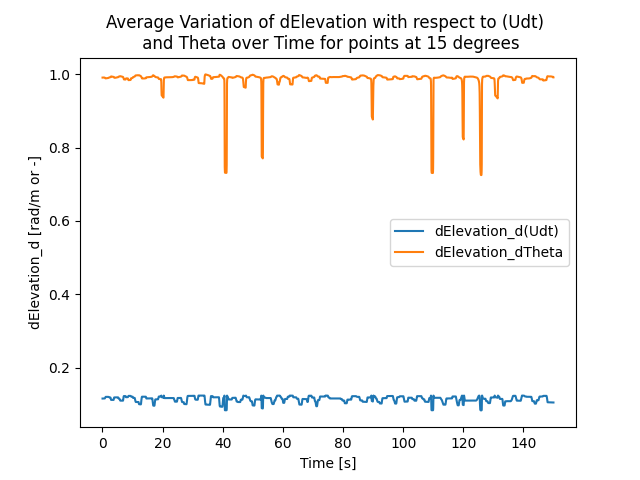 Average Variation of dElevation with respect to (Udt)
and Theta over Time for points at 15 degrees
dElevation_d [rad/m or -]
1.0
0.8
0.6
0.4
0.2
dElevation_d(Udt)
dElevation_dTheta
0 20 40 60 80 100 120 140
Time [s]